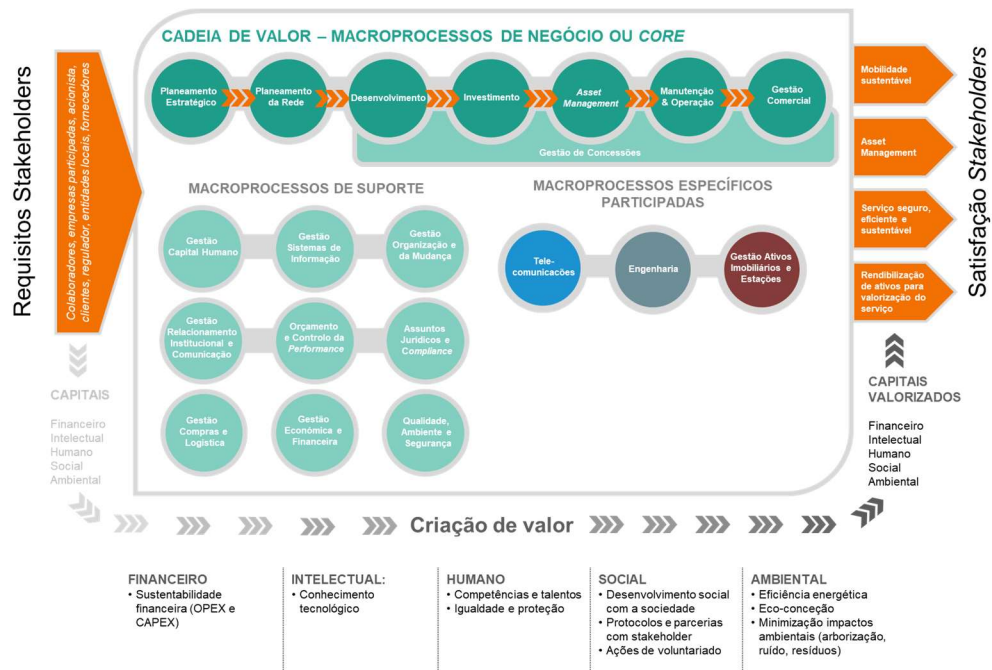 Requisitos Stakeholders
Colaboradores, empresas participadas, acionista,
clientes, regulador, entidades locais, fornecedores
CADEIA DE VALOR – MACROPROCESSOS DE NEGÓCIO OU CORE
Planeamento
Estratégico
Planeamento
da Rede
Desenvolvimento
Investimento
Asset
Management
Manutenção
& Operação
Gestão
Comercial
Gestão de Concessões
MACROPROCESSOS DE SUPORTE
Gestão
Capital Humano
Gestão
Sistemas de
Informação
Gestão
Organização e
da Mudança
Gestão
Relacionamento
Institucional e
Comunicação
Orçamento
e Controlo da
Performance
Assuntos
Jurídicos e
Compliance
Gestão
Compras e
Logística
Gestão
Económica e
Financeira
Qualidade,
Ambiente e
Segurança
MACROPROCESSOS ESPECÍFICOS
PARTICIPADAS
Tele-
comunicacões
Engenharia
Gestão Ativos
Imobiliários e
Estações
Mobilidade
sustentável
Asset
Management
Serviço seguro,
eficiente e
sustentável
Rendibilização
de ativos para
valorização do
serviço
Satisfação Stakeholders
CAPITAIS
Financeiro
Intelectual
Humano
Social
Ambiental
CAPITAIS
VALORIZADOS
Financeiro
Intelectual
Humano
Social
Ambiental
Criação de valor
FINANCEIRO
• Sustentabilidade
financeira (OPEX e
CAPEX)
INTELECTUAL:
• Conhecimento
tecnológico
HUMANO
• Competências e talentos
• Igualdade e proteção
SOCIAL
• Desenvolvimento social
com a sociedade
• Protocolos e parcerias
com stakeholder
• Ações de voluntariado
AMBIENTAL
• Eficiência energética
• Eco-conceção
• Minimização impactos
ambientais (arborização,
ruído, resíduos)